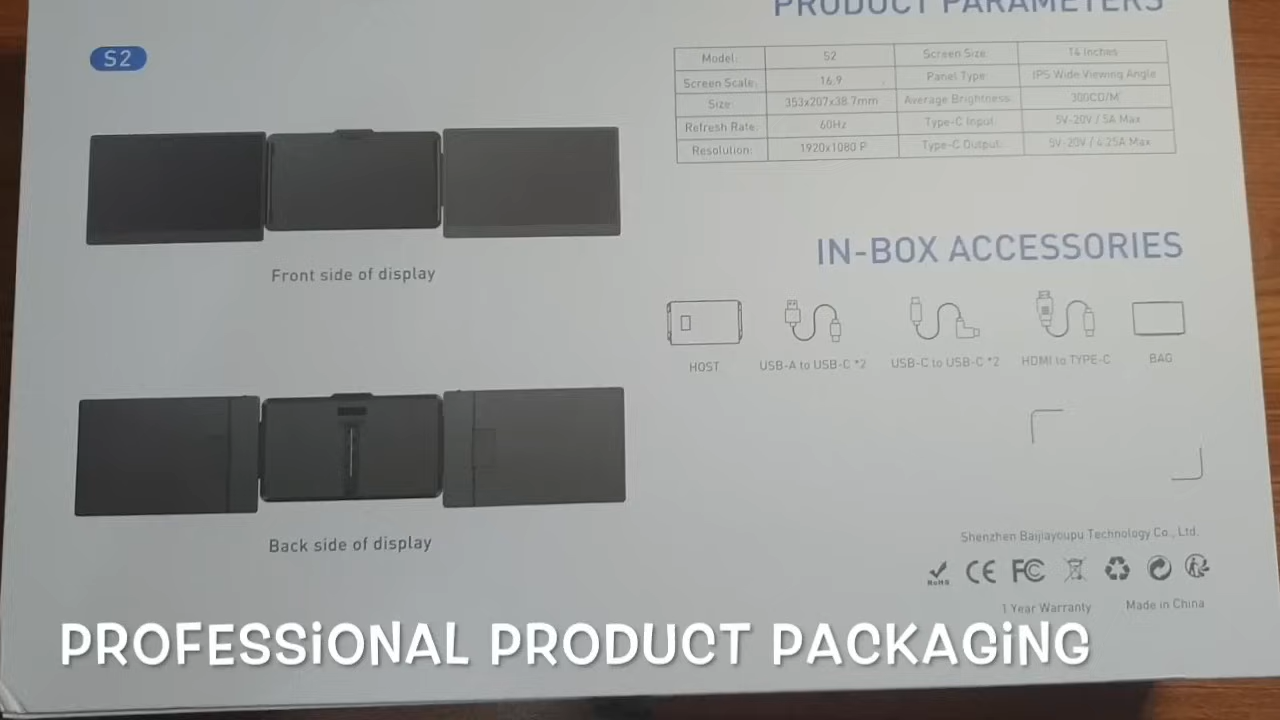 PRODUCT PARAMETERS
S2
Model: S2 Screen Size 14 Inches
Screen Scale: 16:9 Panel Type IPS Wide Viewing Angle
Size: 353x207x38.7mm Average Brightness: 300CD/M
Refresh Rate: 60Hz Type-C Input: 5V-20V / 5A Max
Resolution: 1920x1080 P Type-C Output: 5V-20V / 4.25A Max
Front side of display
IN-BOX ACCESSORIES
HOST USB-A to USB-C *2 USB-C to USB-C *2 HDMI to TYPE-C BAG
Back side of display
Shenzhen Baijiayoupu Technology Co., Ltd.
RoHS CE FC
1 Year Warranty Made in China
PROFESSiONAL PRODUCT PACKAGiNG